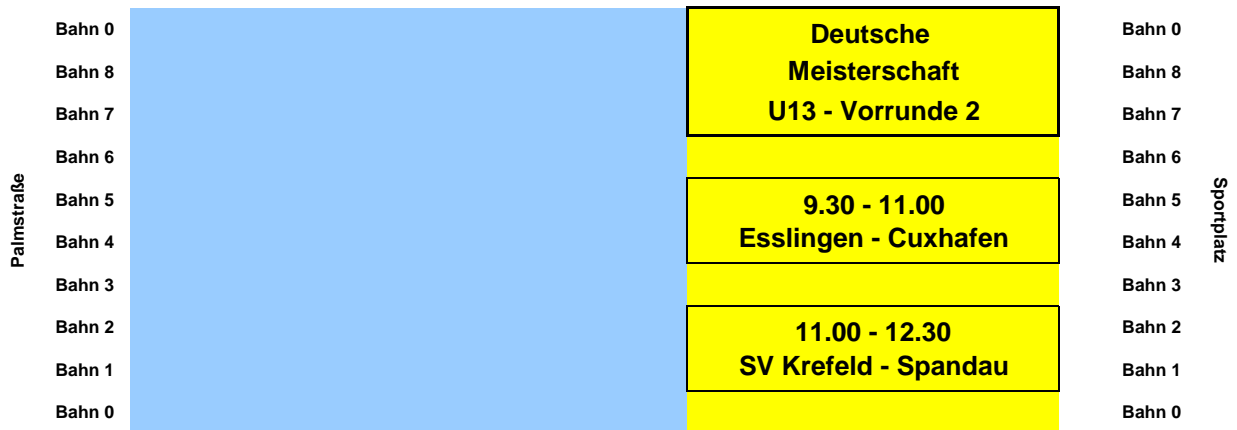 Bahn 0 Deutsche Bahn 0
Bahn 8 Meisterschaft Bahn 8
Bahn 7 U13 - Vorrunde 2 Bahn 7
Bahn 6 Bahn 6
Bahn 5 9.30 - 11.00 Bahn 5
Bahn 4 Esslingen - Cuxhafen Bahn 4
Bahn 3 Bahn 3
Bahn 2 11.00 - 12.30 Bahn 2
Bahn 1 SV Krefeld - Spandau Bahn 1
Bahn 0 Bahn 0
Palmstraße
Sportplatz